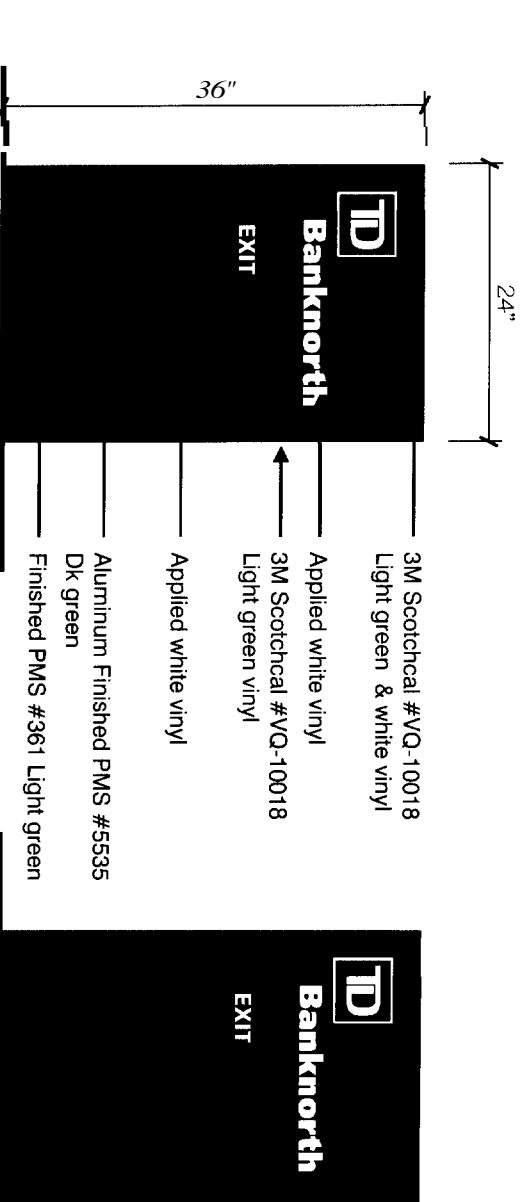 36"
24"
TD
Banknorth
EXIT
3M Scotchcal #VQ-10018
Light green & white vinyl
Applied white vinyl
3M Scotchcal #VQ-10018
Light green vinyl
Applied white vinyl
Aluminum Finished PMS #5535
Dk green
Finished PMS #361 Light green
TD
Banknorth
EXIT